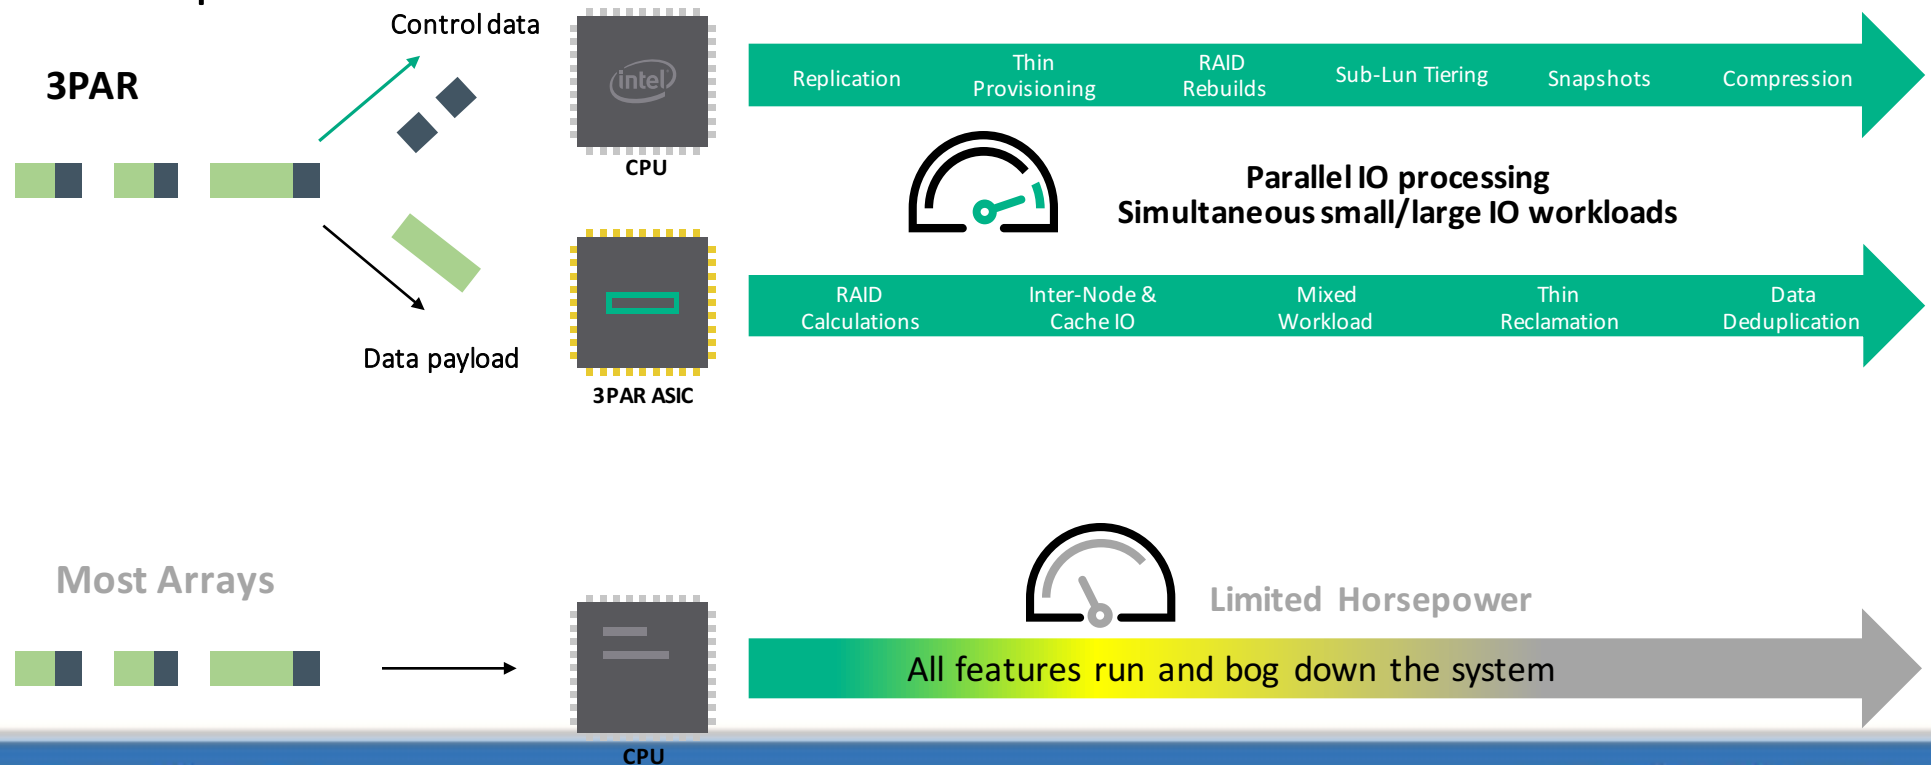 Control data
3PAR
intel
CPU
Replication
Thin
Provisioning
RAID
Rebuilds
Sub-Lun Tiering
Snapshots
Compression
Parallel IO processing
Simultaneous small/large IO workloads
Data payload
3PAR ASIC
RAID
Calculations
Inter-Node &
Cache IO
Mixed
Workload
Thin
Reclamation
Data
Deduplication
Most Arrays
Limited Horsepower
All features run and bog down the system
CPU